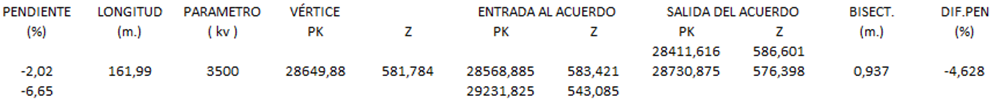 PENDIENTE LONGITUD PARAMETRO VÉRTICE ENTRADA AL ACUERDO SALIDA DEL ACUERDO BISECT. DIF.PEN
(%) (m.) ( kv ) PK Z PK Z PK Z (m.) (%)
28411,616 586,601
-2,02 161,99 3500 28649,88 581,784 28568,885 583,421 28730,875 576,398 0,937 -4,628
-6,65 29231,825 543,085